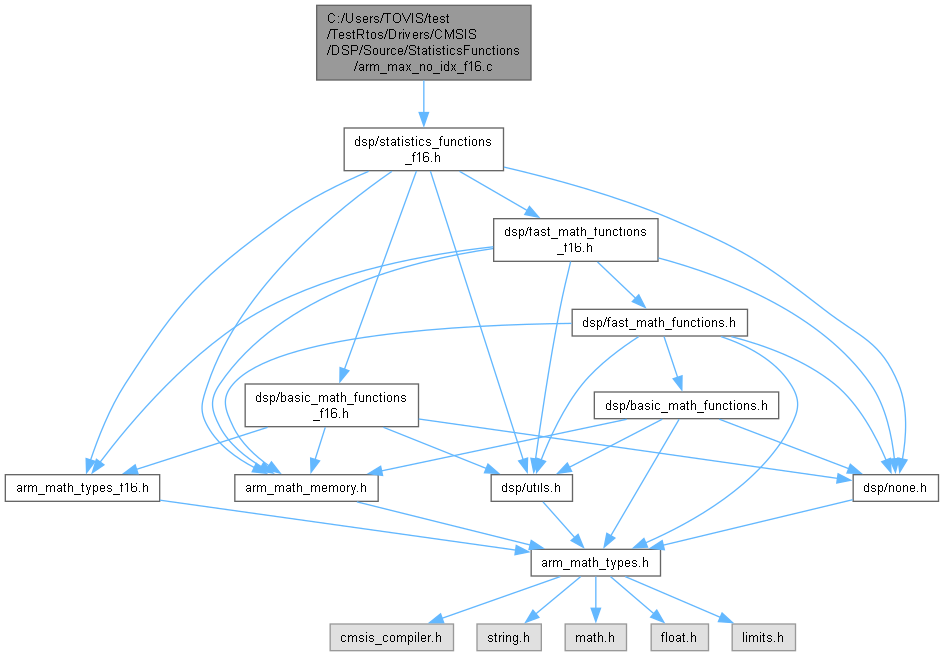 C:/Users/TOVIS/test
/TestRtos/Drivers/CMSIS
/DSP/Source/StatisticsFunctions
/arm_max_no_idx_f16.c
dsp/statistics_functions
_f16.h
dsp/fast_math_functions
_f16.h
dsp/fast_math_functions.h
dsp/basic_math_functions
_f16.h
dsp/basic_math_functions.h
arm_math_types_f16.h
arm_math_memory.h
dsp/utils.h
dsp/none.h
arm_math_types.h
cmsis_compiler.h
string.h
math.h
float.h
limits.h